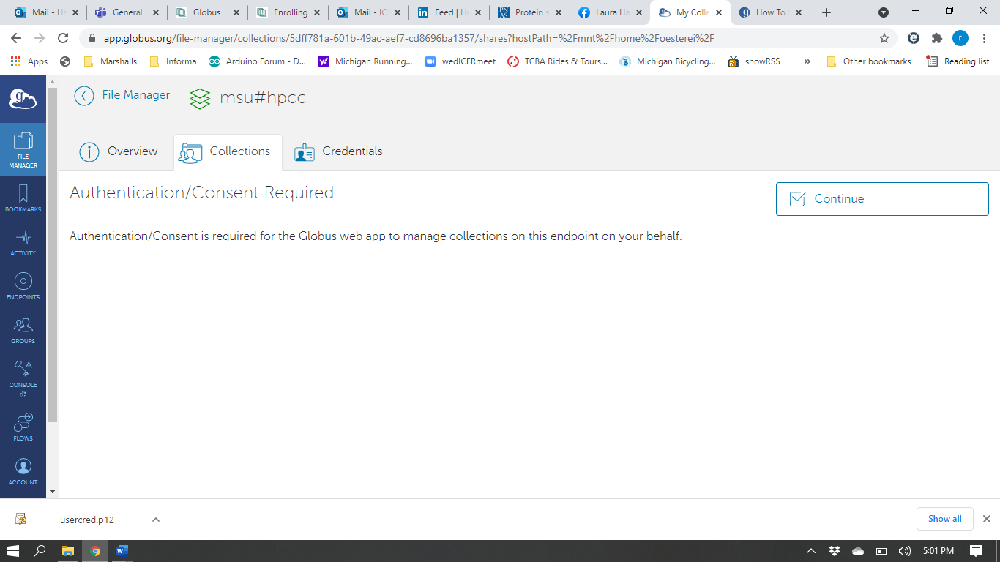 Mail - Ha
General
Globus
Enrolling
Mail - IC
Feed | Li
Protein s
Laura Ha
My Colle
How To
app.globus.org/file-manager/collections/5dff781a-601b-49ac-aef7-cd8696ba1357/shares?hostPath=%2Fmnt%2Fhome%2Foesterei%2F
r
Apps
Marshalls
Informa
Arduino Forum - D...
Michigan Running...
wedICERmeet
TCBA Rides & Tours...
Michigan Bicycling...
showRSS
»
Other bookmarks
Reading list
File Manager
msu#hpcc
Overview
Collections
Credentials
FILE
MANAGER
BOOKMARKS
ACTIVITY
ENDPOINTS
GROUPS
CONSOLE
FLOWS
ACCOUNT
Authentication/Consent Required
Continue
Authentication/Consent is required for the Globus web app to manage collections on this endpoint on your behalf.
usercred.p12
Show all
5:01 PM